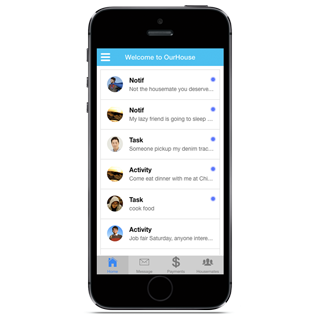 Welcome to OurHouse
Notif
Not the housemate you deserve...
Notif
My lazy friend is going to sleep ...
Task
Someone pickup my denim trac...
Activity
Come eat dinner with me at Chi...
Task
cook food
Activity
Job fair Saturday, anyone intere...
Home
Message
Payments
Housemates